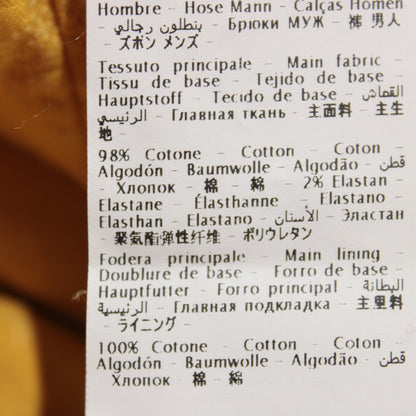 Hombre - Hose Mann - Calças Homen
- بنطلون رجالي - Брюки МУЖ - 裤 男人
- ズボン メンズ -
Tessuto principale - Main fabric -
Tissu de base - Tejido de base -
Hauptstoff - Tecido de base - القماش
الرئيسي - Главная ткань - 主面料 - 主生
地 -
98% Cotone - Cotton - Coton -
Algodón - Baumwolle - Algodão - قطن
- Хлопок - 棉 - 綿 - 2% Elastan -
Elastane - Élasthanne - Elastano -
Elasthan - Elastano - الأستان - Эластан
- 聚氨酯弹性纤维 - ポリウレタン
Fodera principale - Main lining -
Doublure de base - Forro de base -
Hauptfutter - Forro principal - البطانة
الرئيسية - Главная подкладка - 主里料
- ライニング -
100% Cotone - Cotton - Coton -
Algodón - Baumwolle - Algodão - قطن
- Хлопок - 棉 - 綿